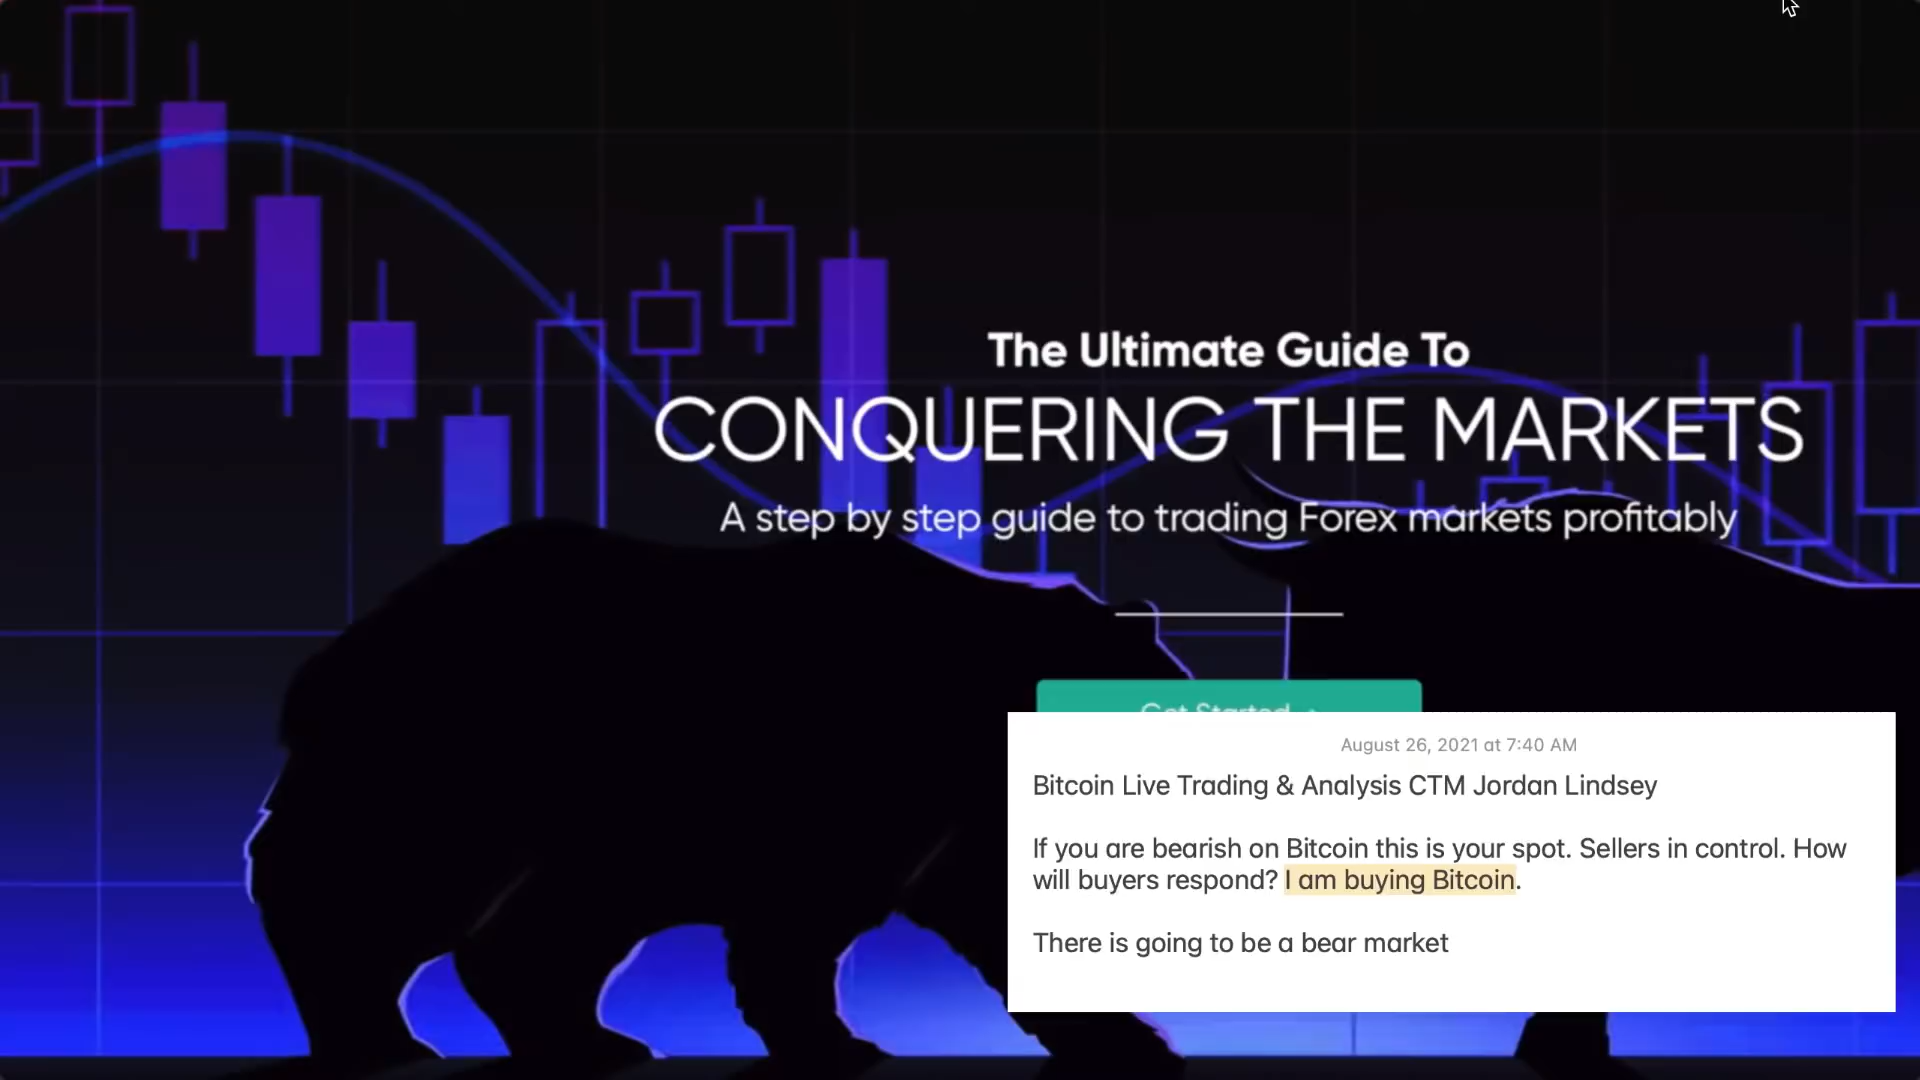 The Ultimate Guide To
CONQUERING THE MARKETS
A step by step guide to trading Forex markets profitably
Get Started
August 26, 2021 at 7:40 AM
Bitcoin Live Trading & Analysis CTM Jordan Lindsey
If you are bearish on Bitcoin this is your spot. Sellers in control. How
will buyers respond? I am buying Bitcoin.
There is going to be a bear market